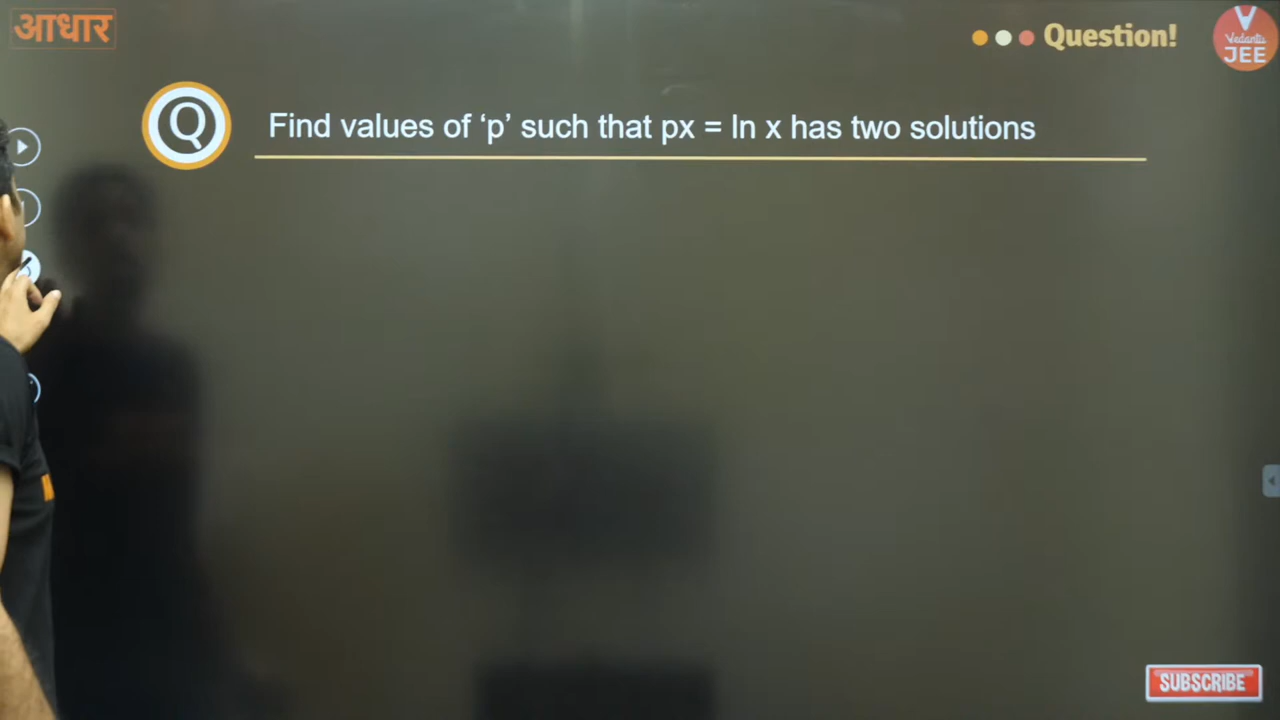 आधार
Question!
Vedantu
JEE
Q
Find values of ‘p’ such that px = ln x has two solutions
SUBSCRIBE